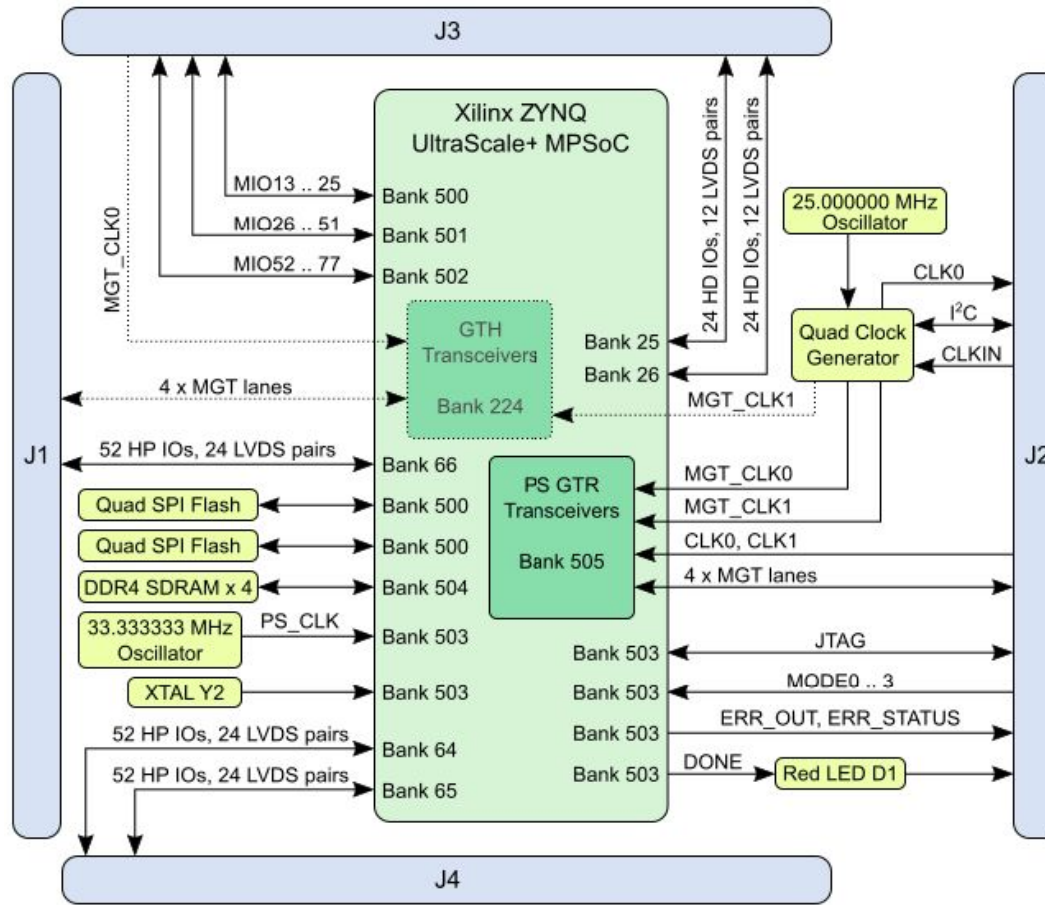 J3
Xilinx ZYNQ
UltraScale+ MPSoC
MIO13 .. 25
Bank 500
MIO26 .. 51
Bank 501
MIO52 .. 77
Bank 502
MGT_CLK0
24 HD IOs, 12 LVDS pairs
24 HD IOs, 12 LVDS pairs
25.000000 MHz
Oscillator
CLK0
I²C
CLKIN
Quad Clock
Generator
GTH
Transceivers
Bank 224
Bank 25
Bank 26
MGT_CLK1
4 x MGT lanes
J1
J2
52 HP IOs, 24 LVDS pairs
Bank 66
Quad SPI Flash
Bank 500
Quad SPI Flash
Bank 500
DDR4 SDRAM x 4
Bank 504
33.333333 MHz
Oscillator
PS_CLK
Bank 503
XTAL Y2
Bank 503
52 HP IOs, 24 LVDS pairs
Bank 64
52 HP IOs, 24 LVDS pairs
Bank 65
PS GTR
Transceivers
Bank 505
MGT_CLK0
MGT_CLK1
CLK0, CLK1
4 x MGT lanes
Bank 503
JTAG
Bank 503
MODE0 .. 3
Bank 503
ERR_OUT, ERR_STATUS
Bank 503
DONE
Red LED D1
J4